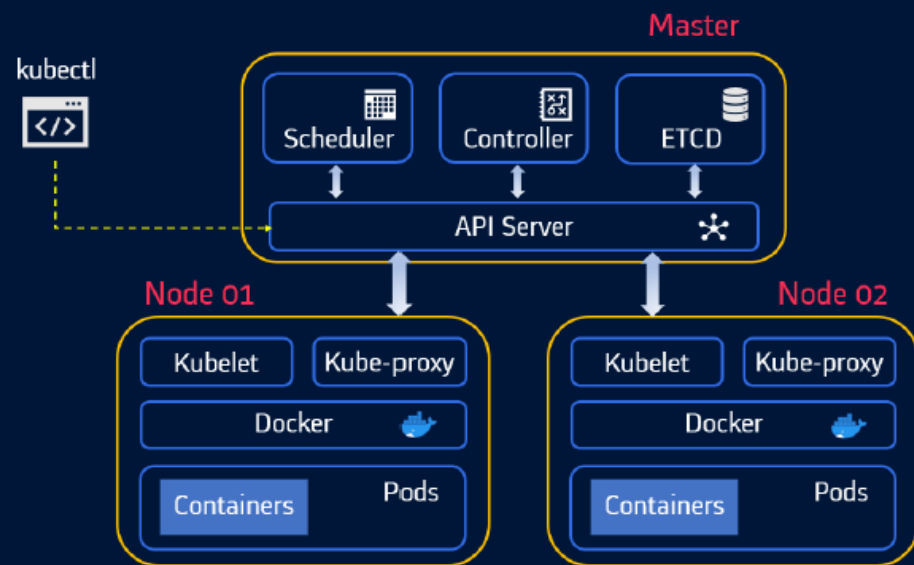 Master
kubectl
</>
Scheduler
Controller
ETCD
API Server
Node 01
Node 02
Kubelet
Kube-proxy
Kubelet
Kube-proxy
Docker
Docker
Containers
Pods
Containers
Pods